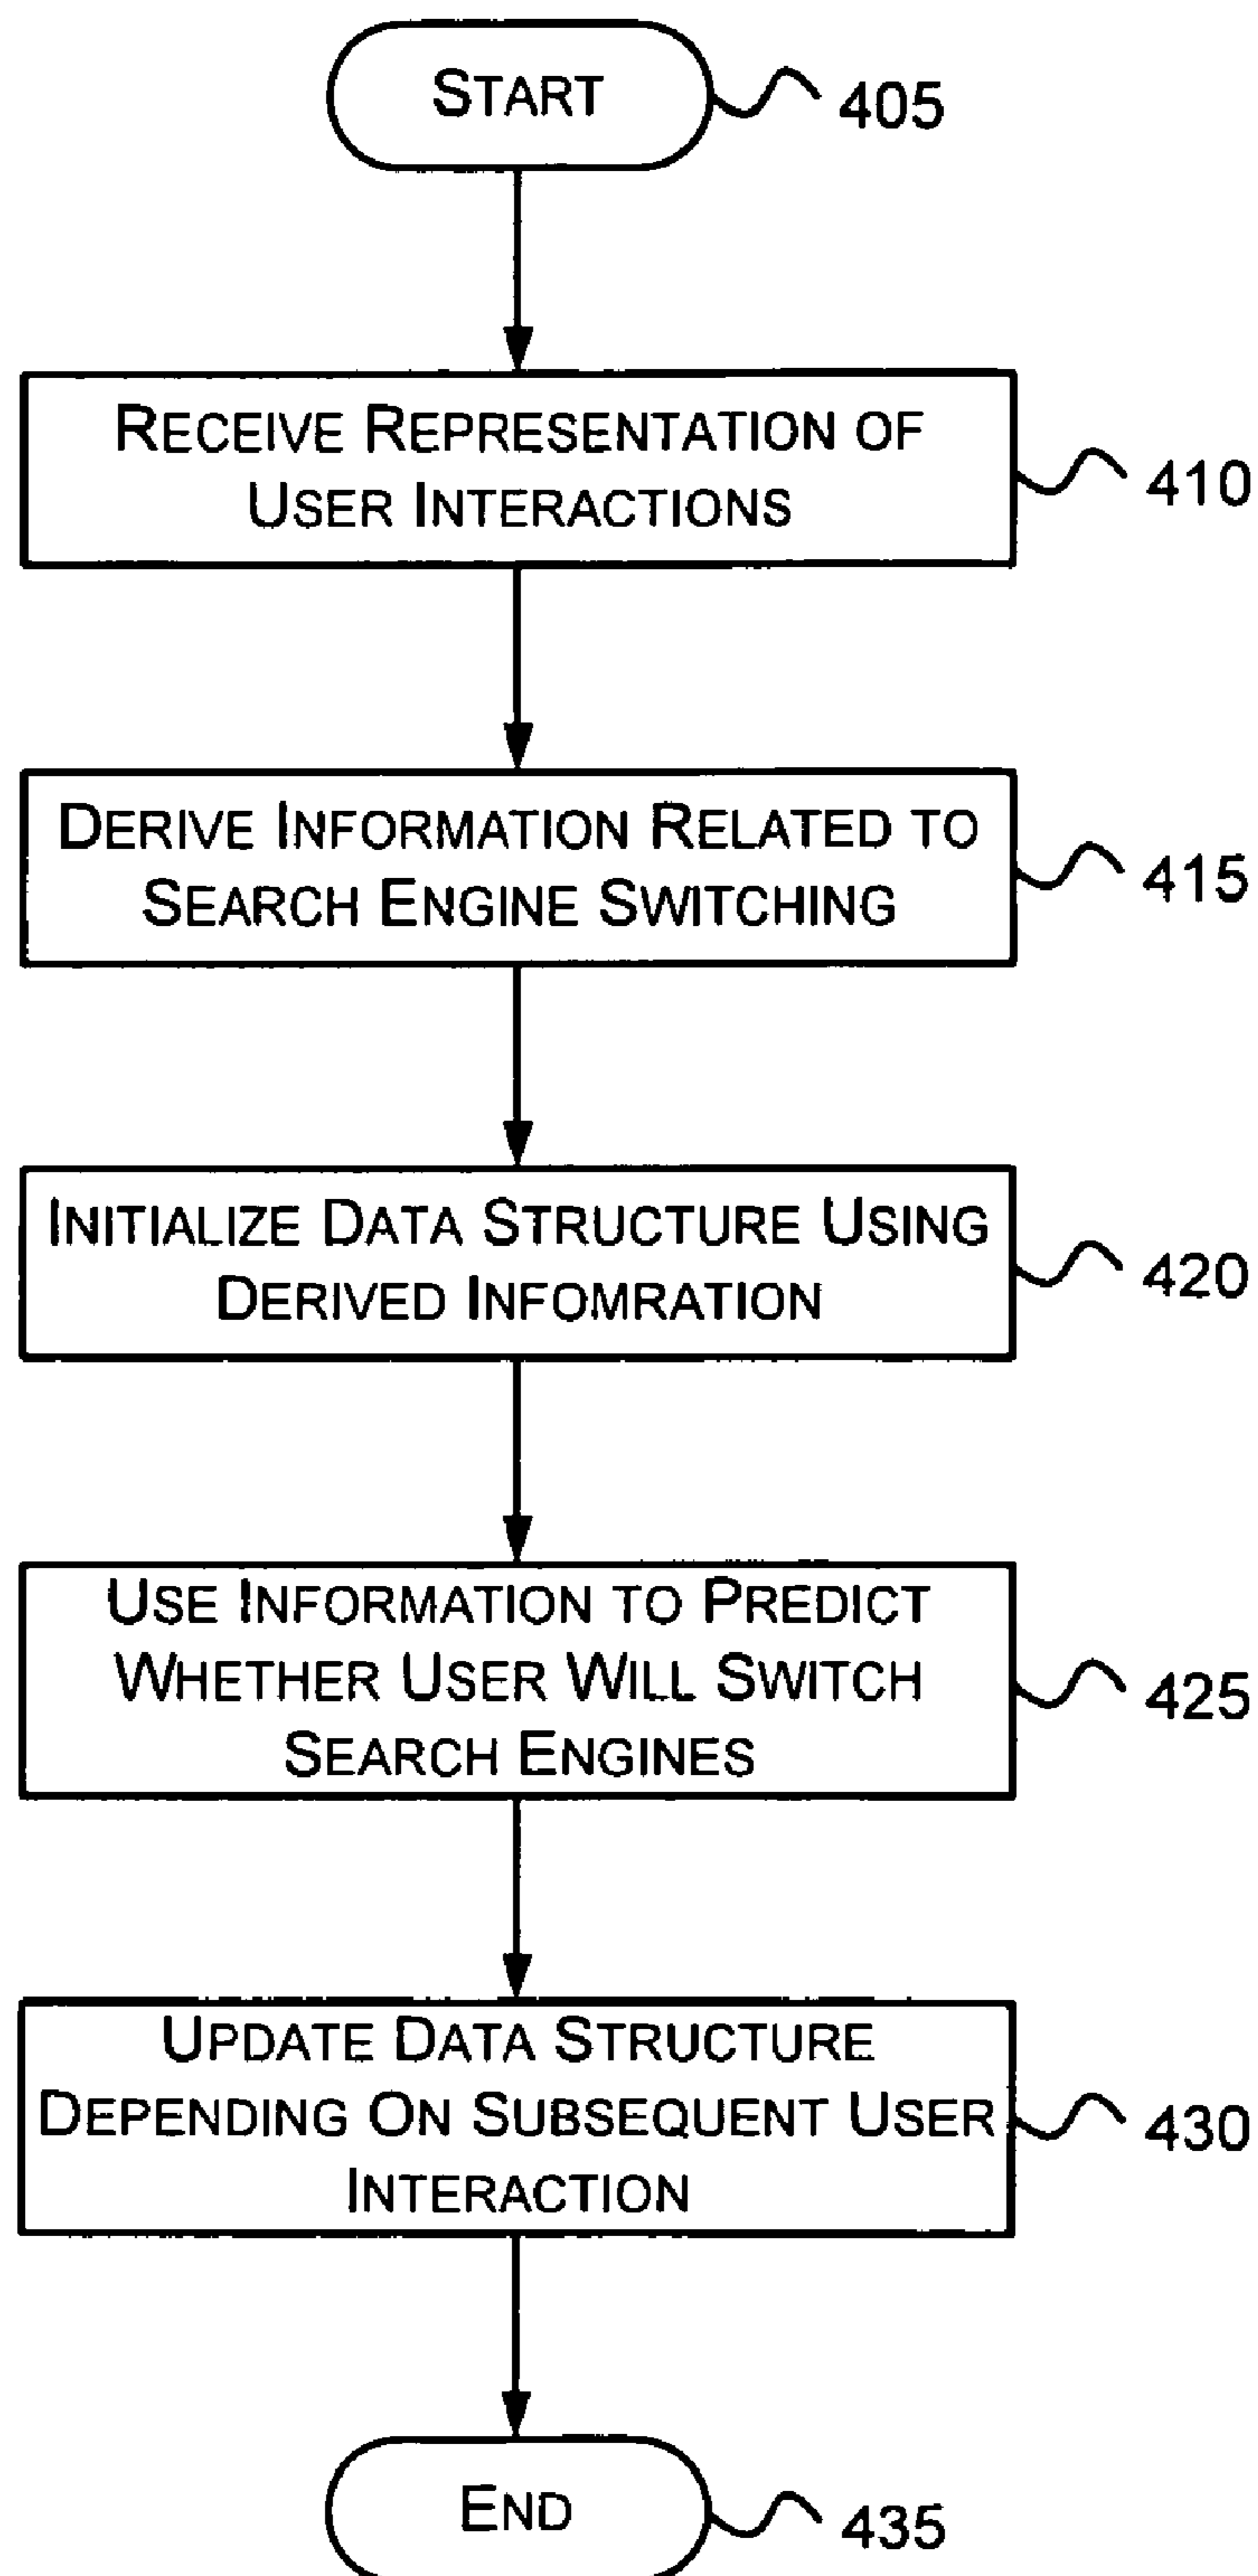 START
405
RECEIVE REPRESENTATION OF
USER INTERACTIONS
410
DERIVE INFORMATION RELATED TO
SEARCH ENGINE SWITCHING
415
INITIALIZE DATA STRUCTURE USING
DERIVED INFOMRATION
420
USE INFORMATION TO PREDICT
WHETHER USER WILL SWITCH
SEARCH ENGINES
425
UPDATE DATA STRUCTURE
DEPENDING ON SUBSEQUENT USER
INTERACTION
430
END
435